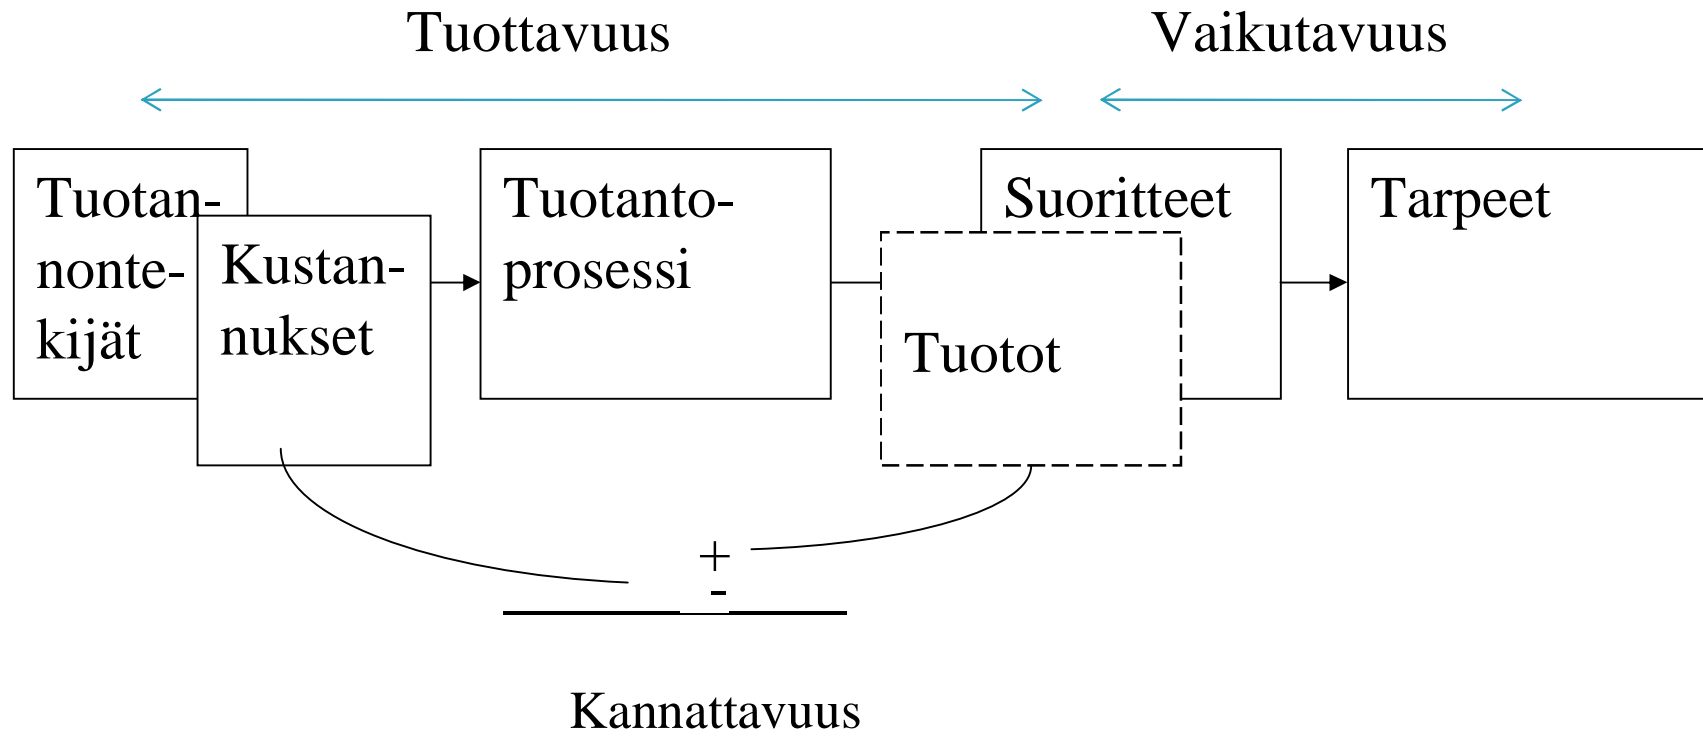 Tuottavuus
Vaikutavuus
Tuotan-
nonte-
kijät
Kustan-
nukset
Tuotanto-
prosessi
Suoritteet
Tuotot
Tarpeet
+
-
Kannattavuus